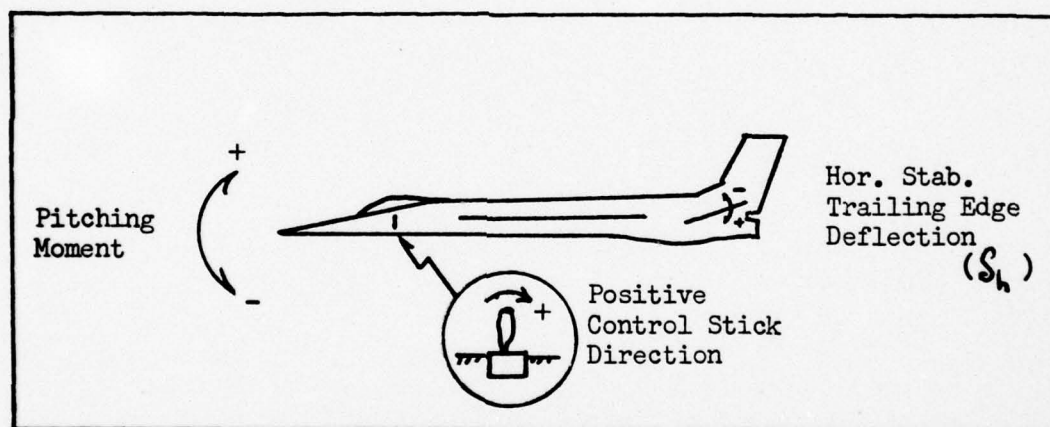 +
Pitching
Moment
-
-
+
Hor. Stab.
Trailing Edge
Deflection
(δh)
+
Positive
Control Stick
Direction